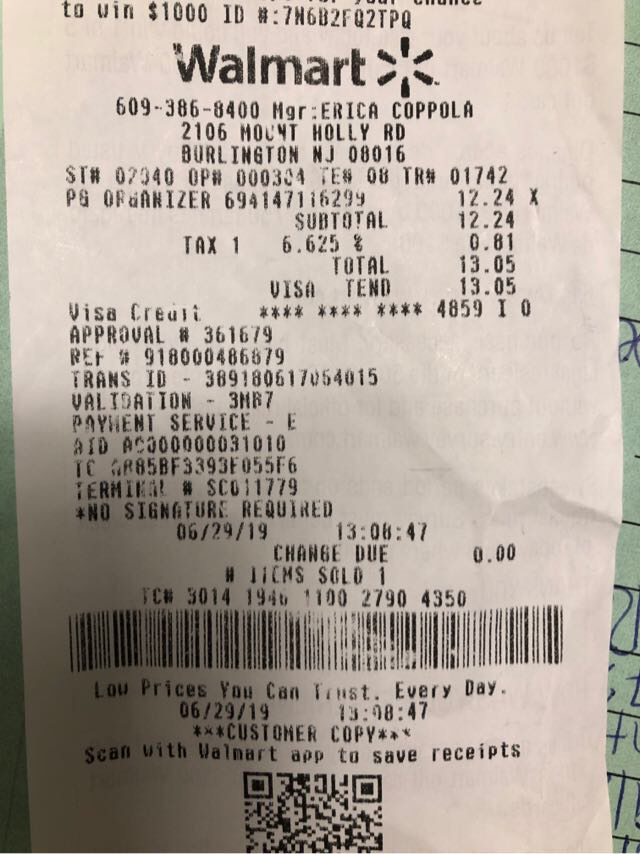 to win $1000 ID #:7N6B2FQ2TPQ
Walmart
609-386-8400 Mgr:ERICA COPPOLA
2106 MOUNT HOLLY RD
BURLINGTON NJ 08016
ST# 02040 OP# 000304 TE# 08 TR# 01742
PG ORGANIZER 694147116299 12.24 X
SUBTOTAL 12.24
TAX 1 6.625 % 0.81
TOTAL 13.05
VISA TEND 13.05
Visa Credit **** **** **** 4859 I 0
APPROVAL # 361679
REF # 918000486879
TRANS ID - 389180617054015
VALIDATION - 3MB7
PAYMENT SERVICE - E
AID A0000000031010
TC
TERMINAL # SC011779
*NO SIGNATURE REQUIRED
06/29/19 13:08:47
CHANGE DUE 0.00
# ITEMS SOLD 1
TC# 3014 1946 1100 2790 4350
Low Prices You Can Trust. Every Day.
06/29/19 13:08:47
***CUSTOMER COPY***
Scan with Walmart app to save receipts